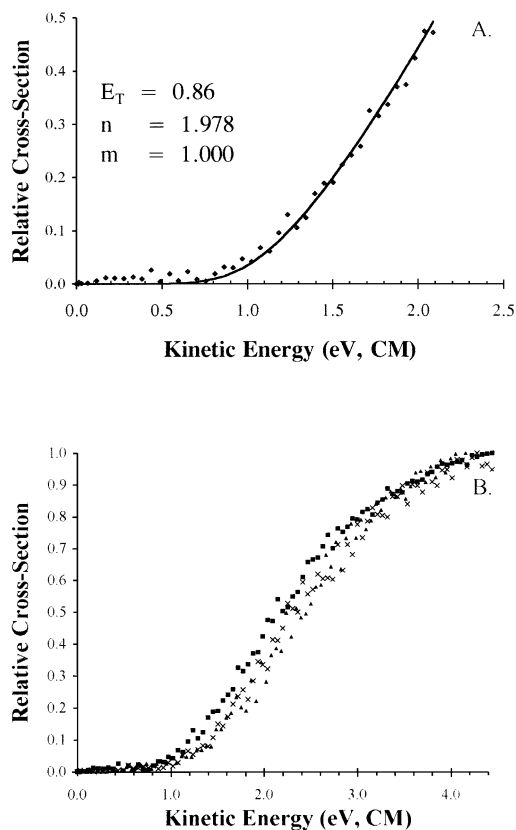 0.5
A.
Relative Cross-Section
0.4
E_T = 0.86
n = 1.978
0.3
m = 1.000
0.2
0.1
0.0
0.0 0.5 1.0 1.5 2.0 2.5
Kinetic Energy (eV, CM)
1.0
B.
Relative Cross-Section
0.9
0.8
0.7
0.6
0.5
0.4
0.3
0.2
0.1
0.0
0.0 1.0 2.0 3.0 4.0
Kinetic Energy (eV, CM)